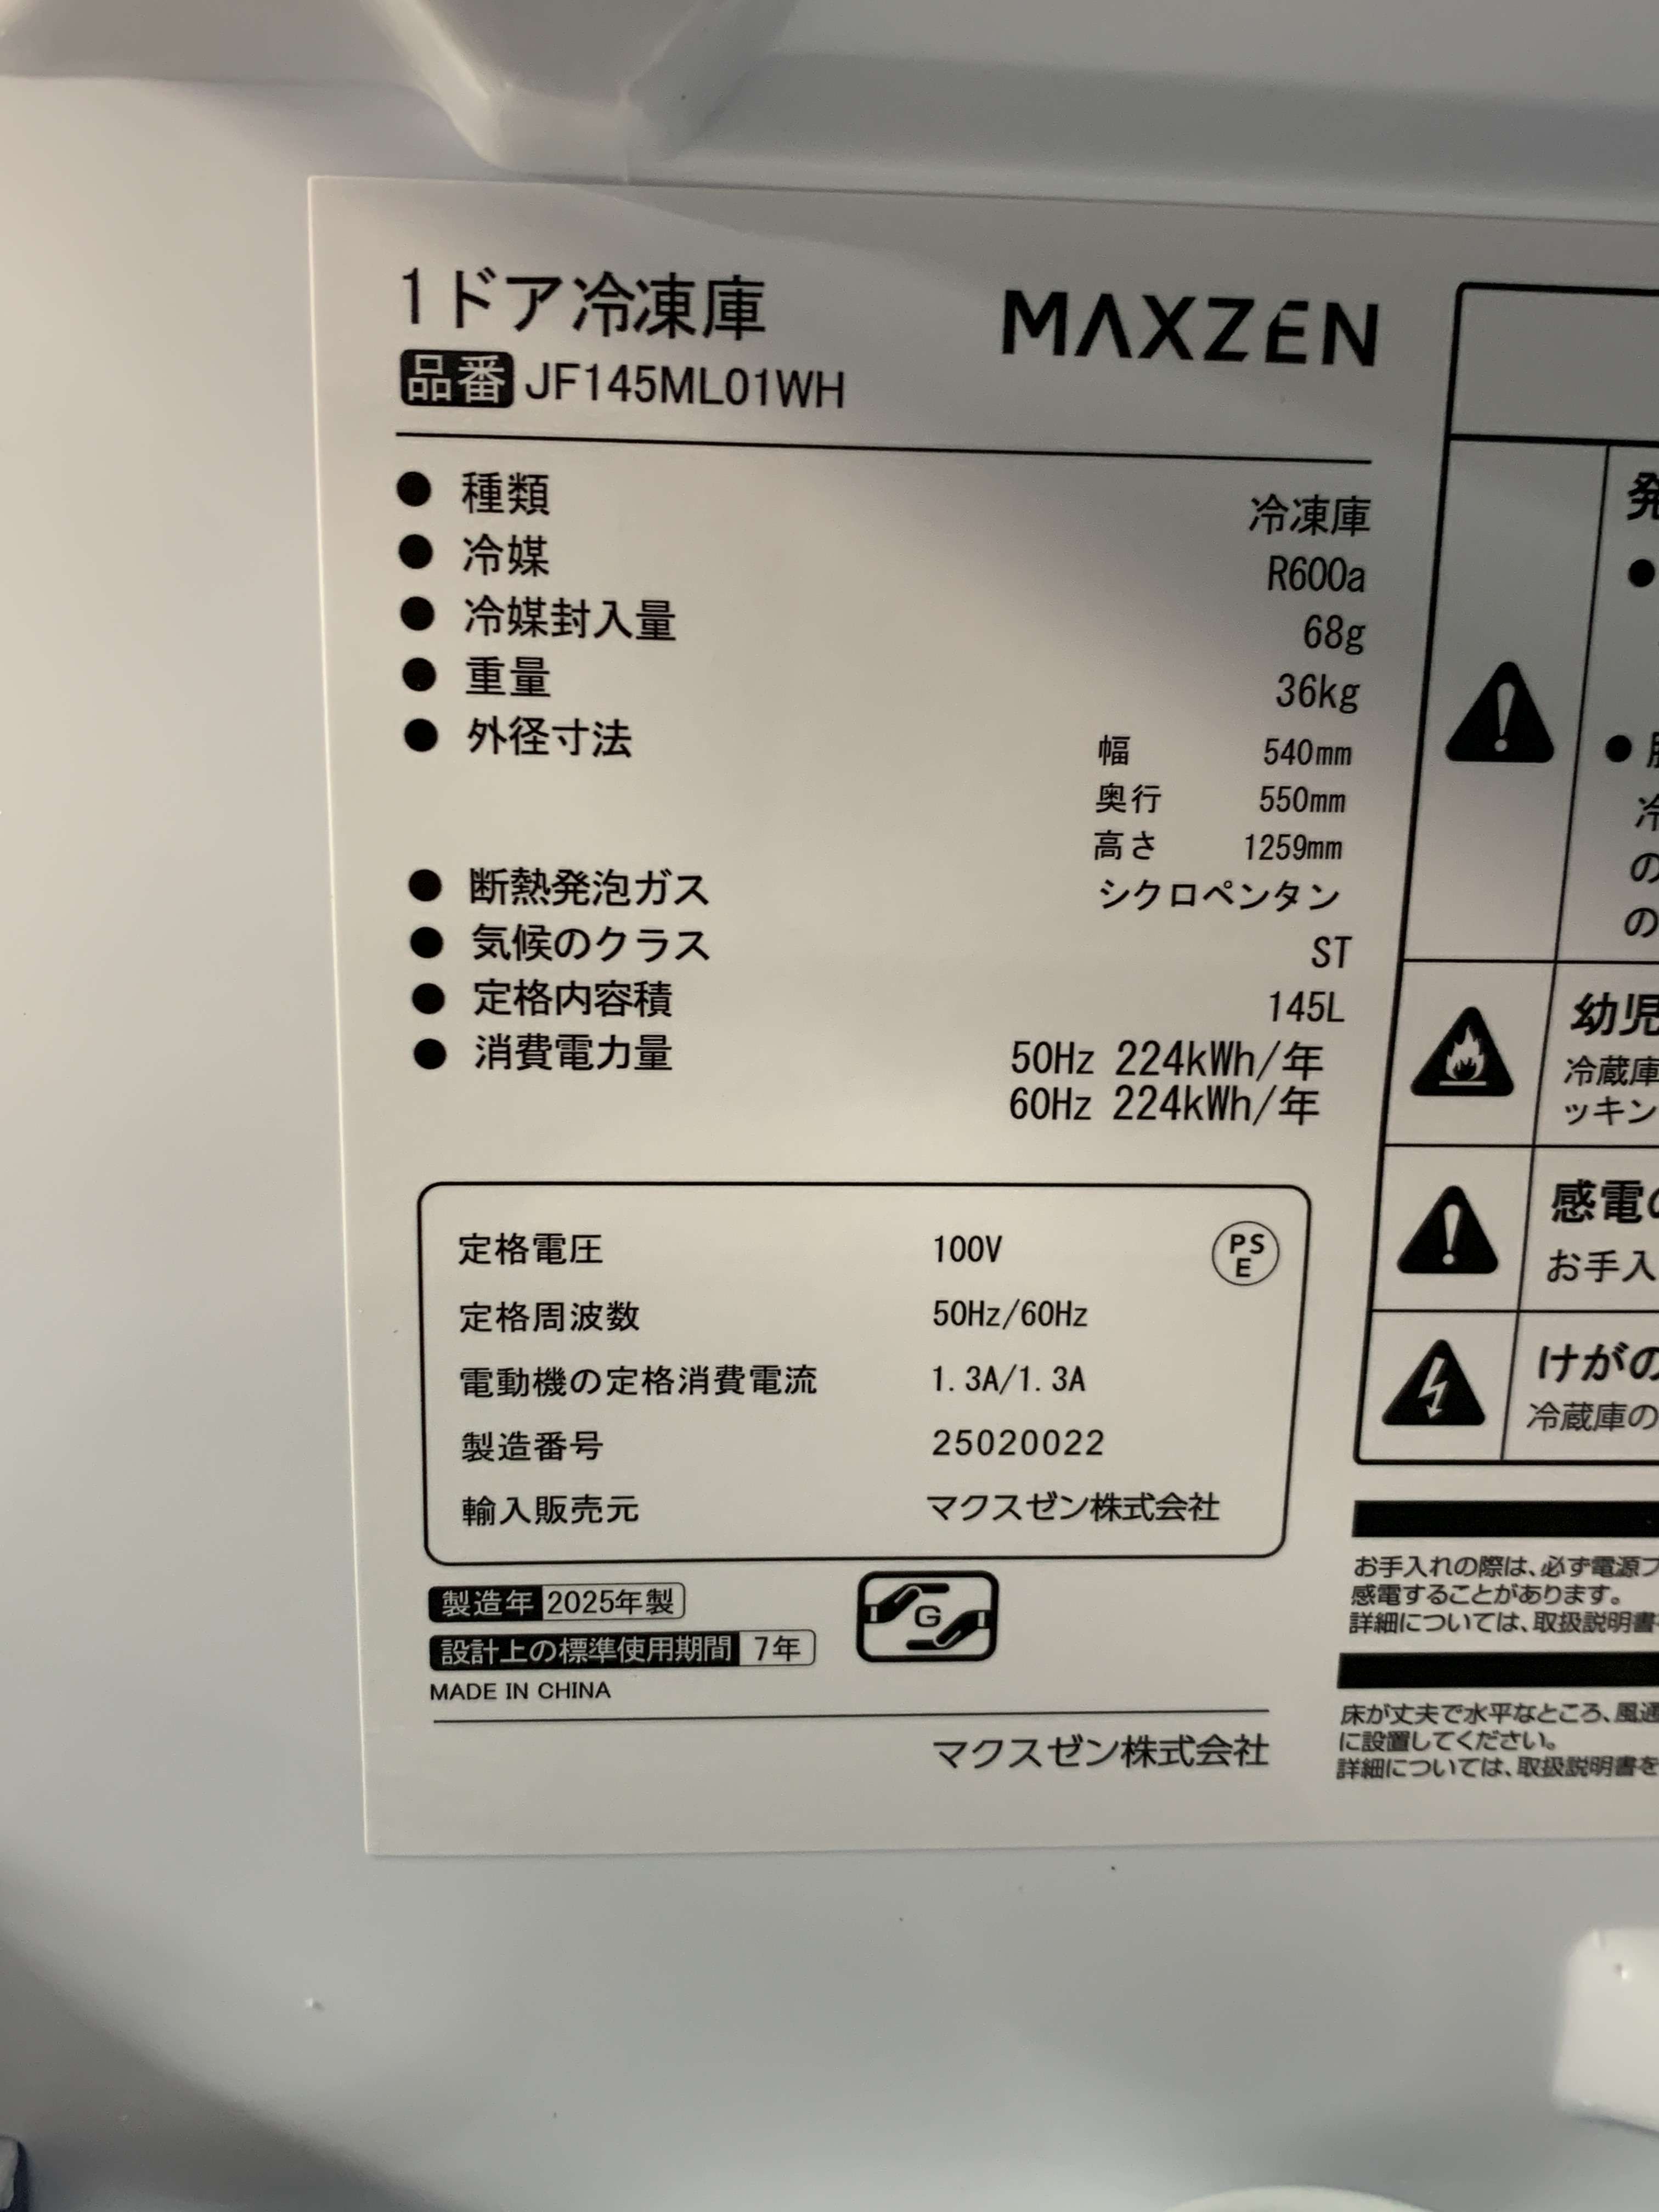 1ドア冷凍庫
MAXZEN
品番 JF145ML01WH
● 種類 冷凍庫
● 冷媒 R600a
● 冷媒封入量 68g
● 重量 36kg
● 外径寸法 幅 540mm
奥行 550mm
高さ 1259mm
● 断熱発泡ガス シクロペンタン
● 気候のクラス ST
● 定格内容積 145L
● 消費電力量 50Hz 224kWh/年
60Hz 224kWh/年
定格電圧 100V
PS
E
定格周波数 50Hz/60Hz
電動機の定格消費電流 1.3A/1.3A
製造番号 25020022
輸入販売元 マクスゼン株式会社
製造年 2025年製
G
設計上の標準使用期間 7年
MADE IN CHINA
マクスゼン株式会社
発
●
●
冷
の
の
幼児
冷蔵庫
ッキン
感電の
お手入
けがの
冷蔵庫の
お手入れの際は、必ず電源プ
感電することがあります。
詳細については、取扱説明書
床が丈夫で水平なところ、風通
に設置してください。
詳細については、取扱説明書を